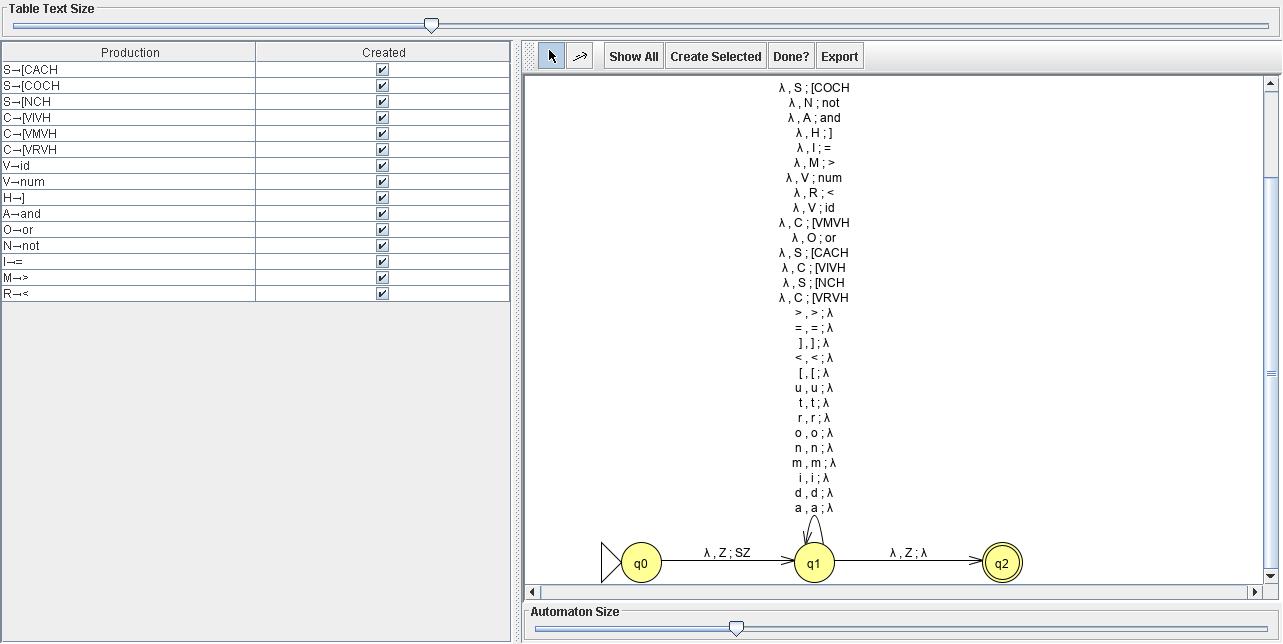 Table Text Size
Production Created
S→[CACH
S→[COCH
S→[NCH
C→[VIVH
C→[VMVH
C→[VRVH
V→id
V→num
H→]
A→and
O→or
N→not
I→=
M→>
R→<
Show All Create Selected Done? Export
λ , S ; [COCH
λ , N ; not
λ , A ; and
λ , H ; ]
λ , I ; =
λ , M ; >
λ , V ; num
λ , R ; <
λ , V ; id
λ , C ; [VMVH
λ , O ; or
λ , S ; [CACH
λ , C ; [VIVH
λ , S ; [NCH
λ , C ; [VRVH
> , > ; λ
= , = ; λ
] , ] ; λ
< , < ; λ
[ , [ ; λ
u , u ; λ
t , t ; λ
r , r ; λ
o , o ; λ
n , n ; λ
m , m ; λ
i , i ; λ
d , d ; λ
a , a ; λ
λ , Z ; SZ λ , Z ; λ
q0 q1 q2
Automaton Size